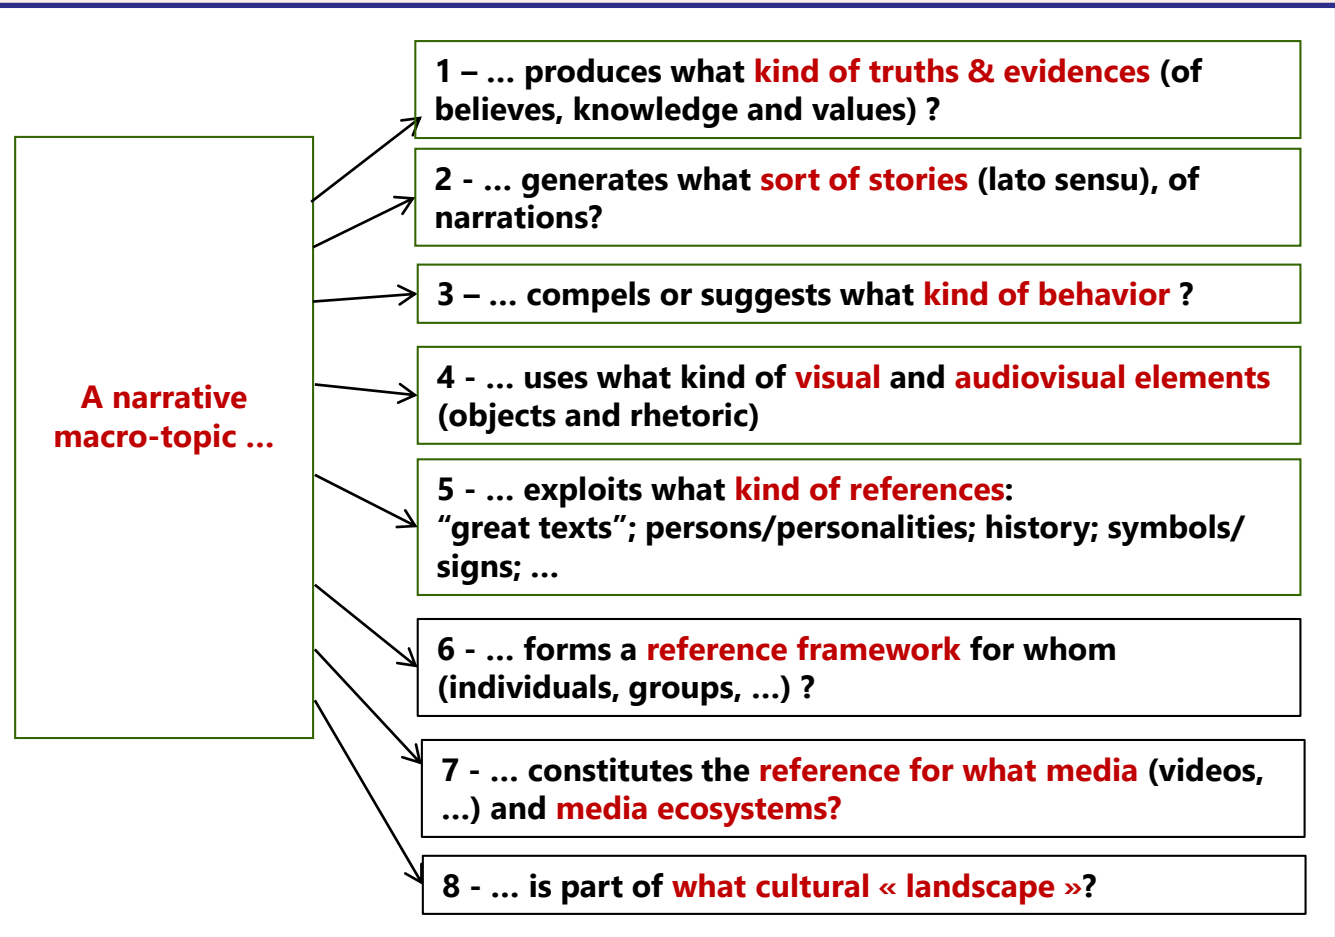 A narrative
macro-topic …
1 – … produces what kind of truths & evidences (of
believes, knowledge and values) ?
2 - … generates what sort of stories (lato sensu), of
narrations?
3 – … compels or suggests what kind of behavior ?
4 - … uses what kind of visual and audiovisual elements
(objects and rhetoric)
5 - … exploits what kind of references:
“great texts”; persons/personalities; history; symbols/
signs; …
6 - … forms a reference framework for whom
(individuals, groups, …) ?
7 - … constitutes the reference for what media (videos,
…) and media ecosystems?
8 - … is part of what cultural « landscape »?